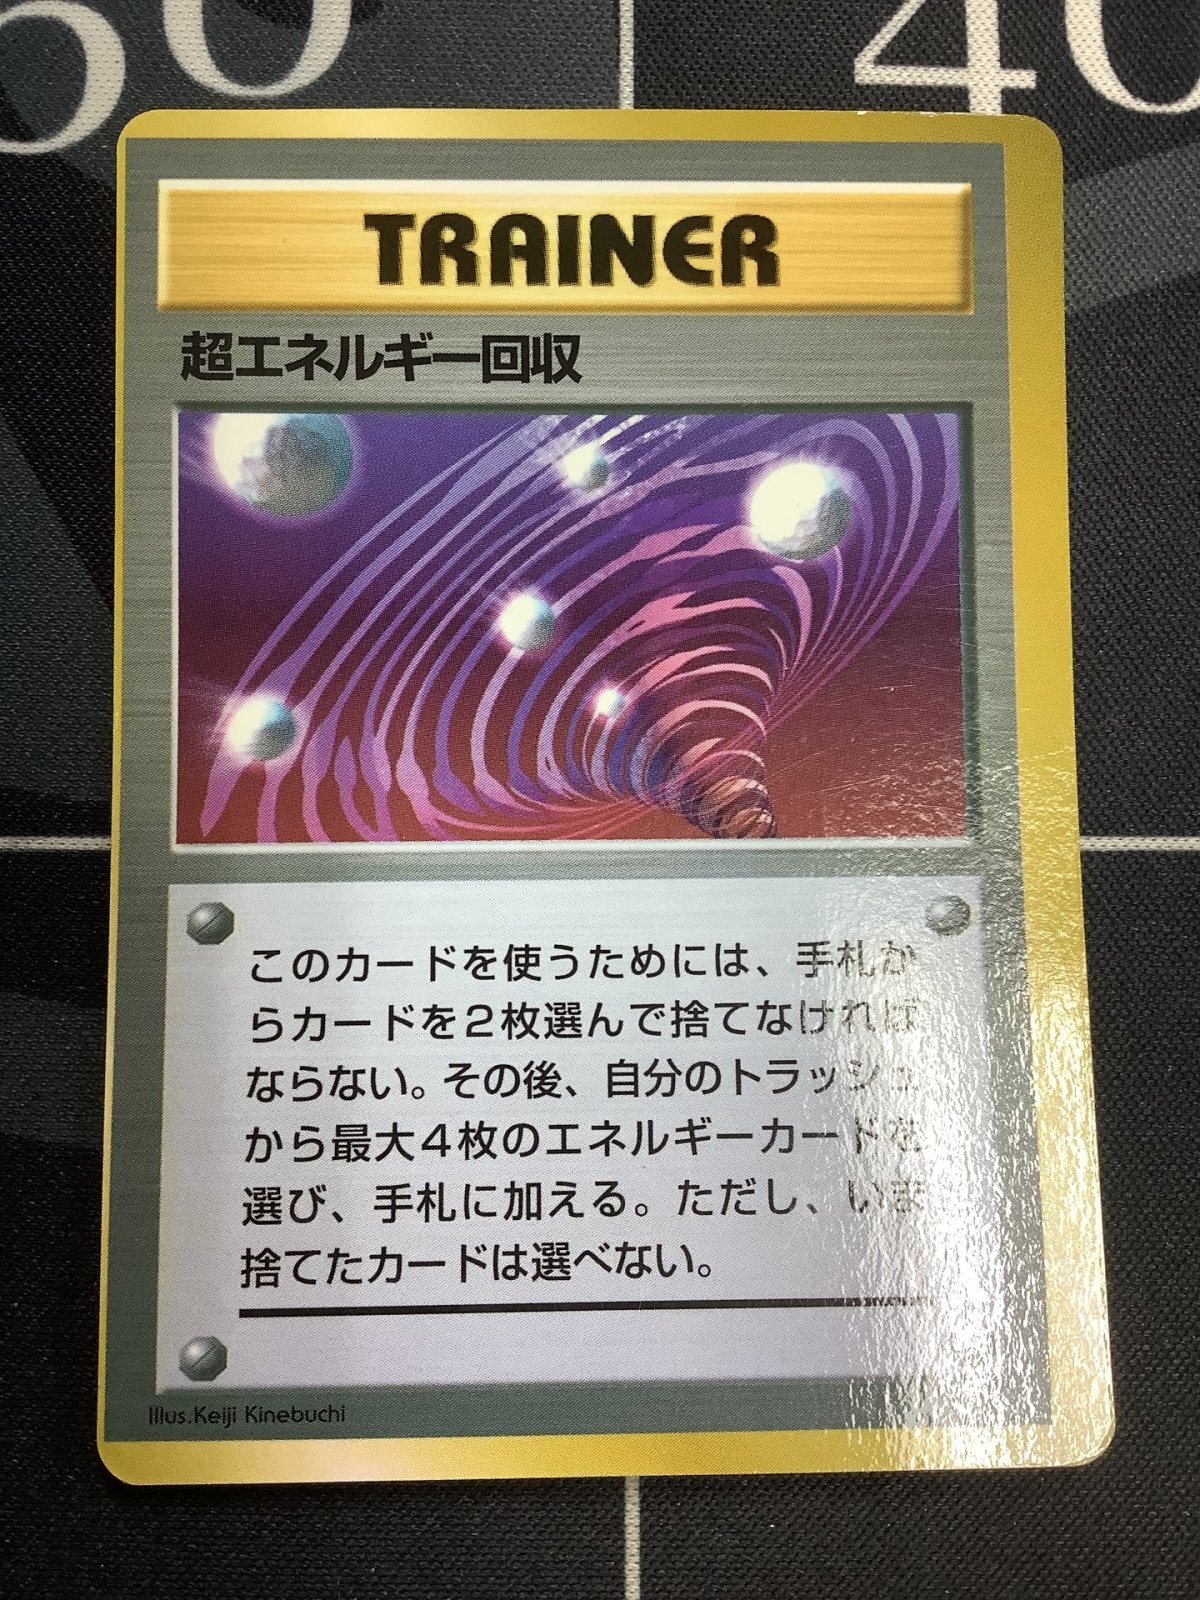 40
TRAINER
超エネルギー回収
このカードを使うためには、手札か
らカードを2枚選んで捨てなければ
ならない。その後、自分のトラッシュ
から最大4枚のエネルギーカードを
選び、手札に加える。ただし、いま
捨てたカードは選べない。
Illus.Keiji Kinebuchi